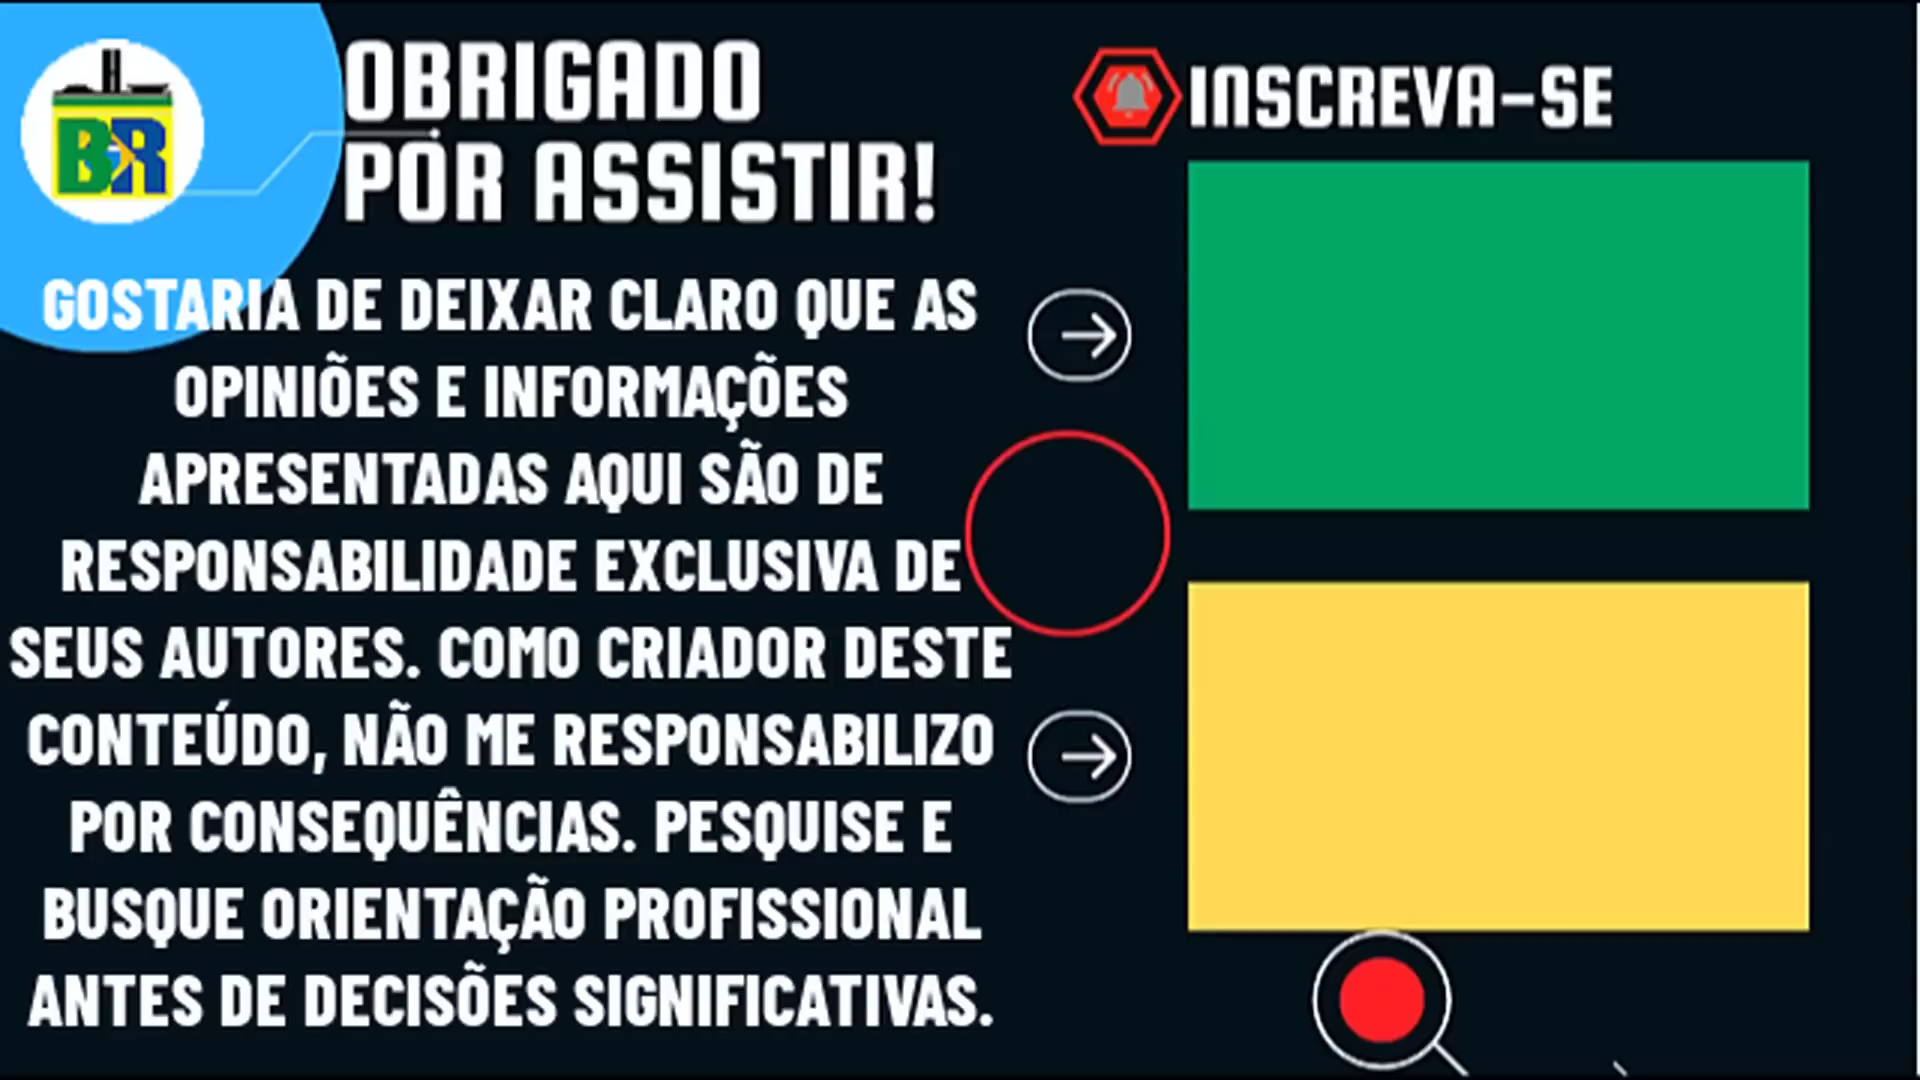 BR
OBRIGADO
POR ASSISTIR!
INSCREVA-SE
GOSTARIA DE DEIXAR CLARO QUE AS
OPINIÕES E INFORMAÇÕES
APRESENTADAS AQUI SÃO DE
RESPONSABILIDADE EXCLUSIVA DE
SEUS AUTORES. COMO CRIADOR DESTE
CONTEÚDO, NÃO ME RESPONSABILIZO
POR CONSEQUÊNCIAS. PESQUISE E
BUSQUE ORIENTAÇÃO PROFISSIONAL
ANTES DE DECISÕES SIGNIFICATIVAS.